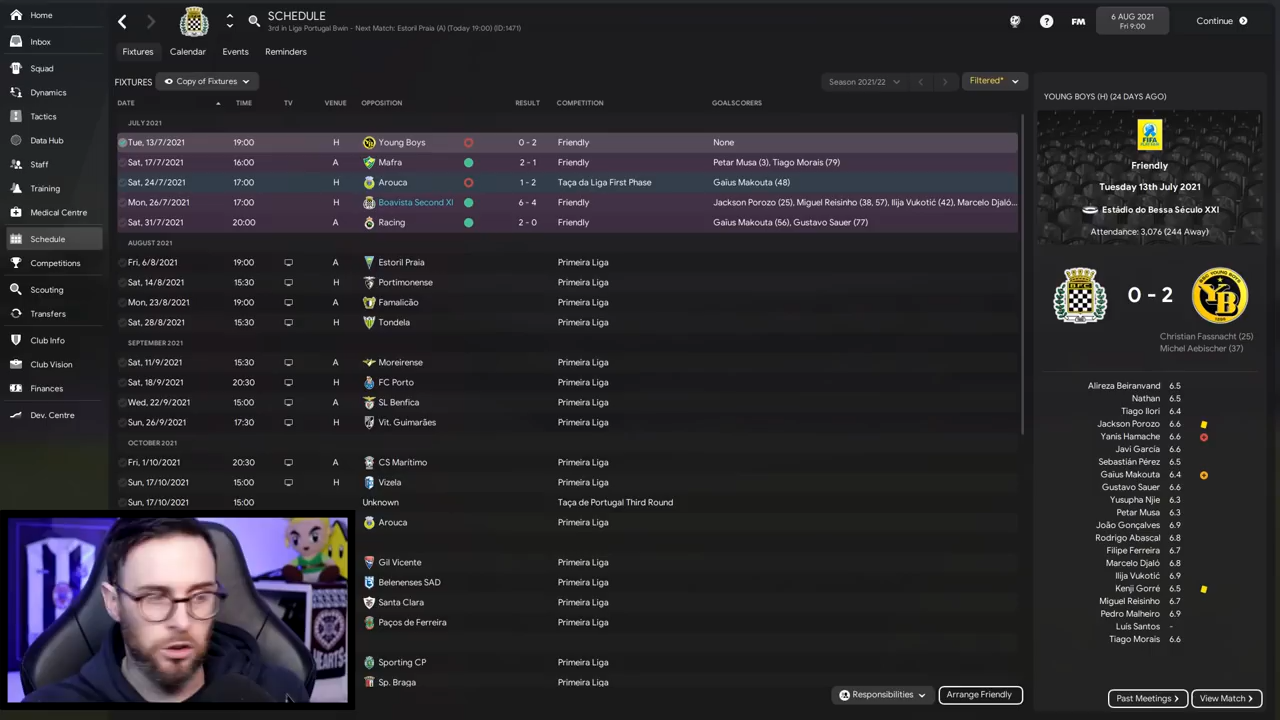 Home
Inbox
Squad
Dynamics
Tactics
Data Hub
Staff
Training
Medical Centre
Schedule
Competitions
Scouting
Transfers
Club Info
Club Vision
Finances
Dev. Centre
SCHEDULE
3rd in Liga Portugal Bwin - Next Match: Estoril Praia (A) (Today 19:00) (ID:1471)
FM
6 AUG 2021
Fri 9:00
Continue
Fixtures Calendar Events Reminders
FIXTURES Copy of Fixtures Season 2021/22 Filtered*
DATE TIME TV VENUE OPPOSITION RESULT COMPETITION GOALSCORERS
JULY 2021
Tue, 13/7/2021 19:00 H Young Boys 0 - 2 Friendly None
Sat, 17/7/2021 16:00 A Mafra 2 - 1 Friendly Petar Musa (3), Tiago Morais (79)
Sat, 24/7/2021 17:00 H Arouca 1 - 2 Taça da Liga First Phase Gaïus Makouta (48)
Mon, 26/7/2021 17:00 H Boavista Second XI 6 - 4 Friendly Jackson Porozo (25), Miguel Reisinho (38, 57), Ilija Vukotić (42), Marcelo Djaló...
Sat, 31/7/2021 20:00 A Racing 2 - 0 Friendly Gaïus Makouta (56), Gustavo Sauer (77)
AUGUST 2021
Fri, 6/8/2021 19:00 A Estoril Praia Primeira Liga
Sat, 14/8/2021 15:30 H Portimonense Primeira Liga
Mon, 23/8/2021 19:00 A Famalicão Primeira Liga
Sat, 28/8/2021 15:30 H Tondela Primeira Liga
SEPTEMBER 2021
Sat, 11/9/2021 15:30 A Moreirense Primeira Liga
Sat, 18/9/2021 20:30 H FC Porto Primeira Liga
Wed, 22/9/2021 15:00 A SL Benfica Primeira Liga
Sun, 26/9/2021 17:30 H Vit. Guimarães Primeira Liga
OCTOBER 2021
Fri, 1/10/2021 20:30 A CS Marítimo Primeira Liga
Sun, 17/10/2021 15:00 H Vizela Primeira Liga
Sun, 17/10/2021 15:00 Unknown Taça de Portugal Third Round
Arouca Primeira Liga
Gil Vicente Primeira Liga
Belenenses SAD Primeira Liga
Santa Clara Primeira Liga
Paços de Ferreira Primeira Liga
Sporting CP Primeira Liga
Sp. Braga Primeira Liga
Responsibilities Arrange Friendly
YOUNG BOYS (H) (24 DAYS AGO)
Friendly
Tuesday 13th July 2021
Estádio do Bessa Século XXI
Attendance: 3,076 (244 Away)
0 - 2
Christian Fassnacht (25)
Michel Aebischer (37)
Alireza Beiranvand 6.5
Nathan 6.5
Tiago Ilori 6.4
Jackson Porozo 6.6
Yanis Hamache 6.6
Javi García 6.6
Sebastián Pérez 6.5
Gaïus Makouta 6.4
Gustavo Sauer 6.6
Yusupha Njie 6.3
Petar Musa 6.3
João Gonçalves 6.9
Rodrigo Abascal 6.8
Filipe Ferreira 6.7
Marcelo Djaló 6.8
Ilija Vukotić 6.9
Kenji Gorré 6.5
Miguel Reisinho 6.7
Pedro Malheiro 6.9
Luís Santos -
Tiago Morais 6.6
Past Meetings View Match
HEARTS